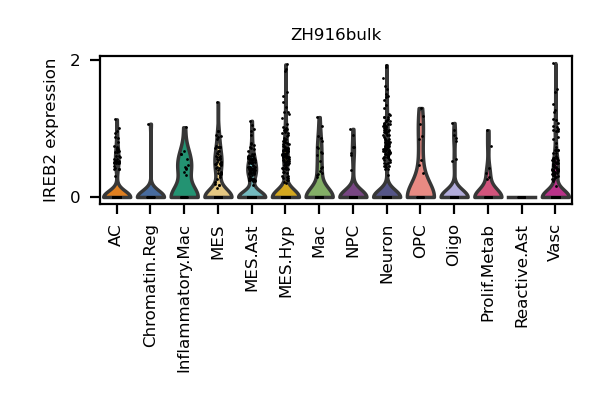 ZH916bulk
IREB2 expression
2
0
AC
Chromatin.Reg
Inflammatory.Mac
MES
MES.Ast
MES.Hyp
Mac
NPC
Neuron
OPC
Oligo
Prolif.Metab
Reactive.Ast
Vasc